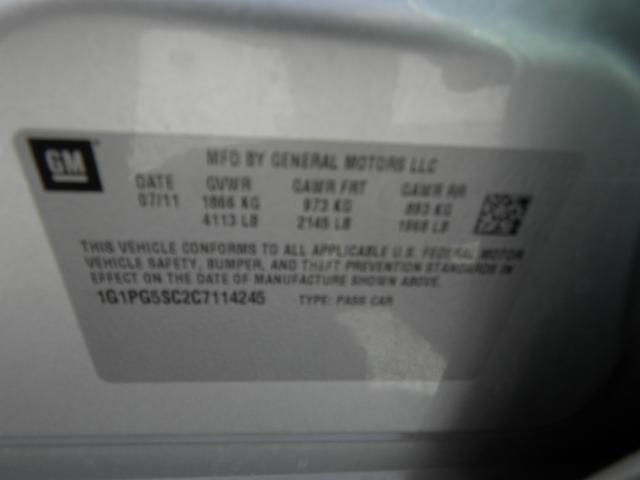 GM
MFD BY GENERAL MOTORS LLC
DATE GVWR GAWR FRT GAWR RR
07/11 1866 KG 973 KG 893 KG
4113 LB 2145 LB 1968 LB
THIS VEHICLE CONFORMS TO ALL APPLICABLE U.S. FEDERAL MOTOR
VEHICLE SAFETY, BUMPER, AND THEFT PREVENTION STANDARDS IN
EFFECT ON THE DATE OF MANUFACTURE SHOWN ABOVE.
1G1PG5SC2C7114245 TYPE: PASS CAR